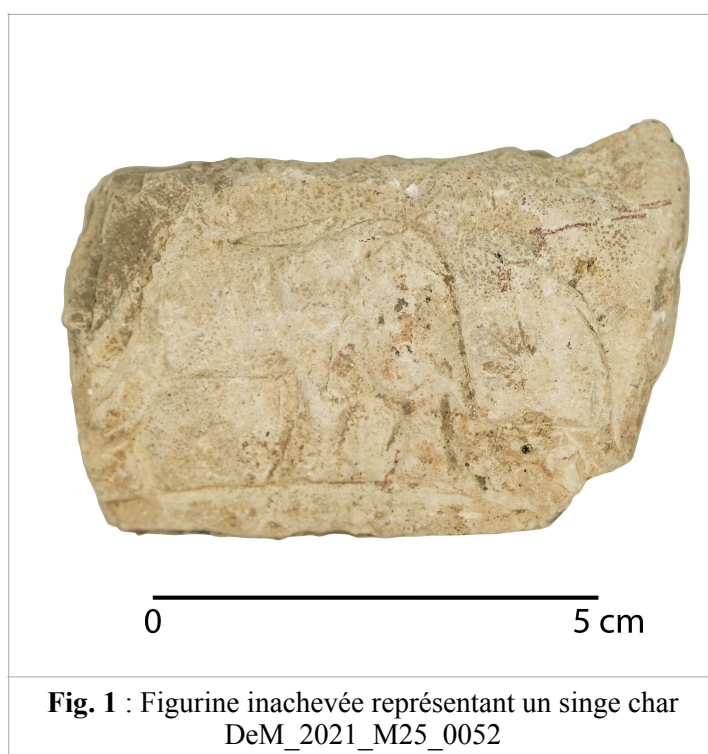 0 5 cm
Fig. 1 : Figurine inachevée représentant un singe char
DeM_2021_M25_0052